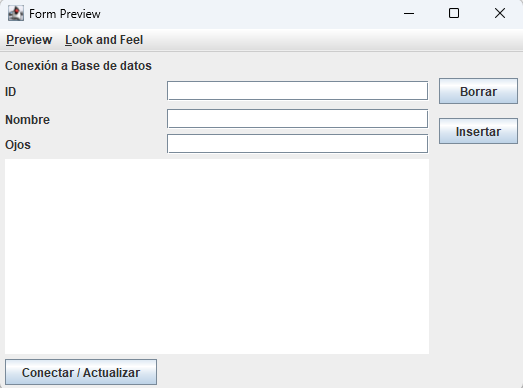 Form Preview
Preview Look and Feel
Conexión a Base de datos
ID
Borrar
Nombre
Insertar
Ojos
Conectar / Actualizar